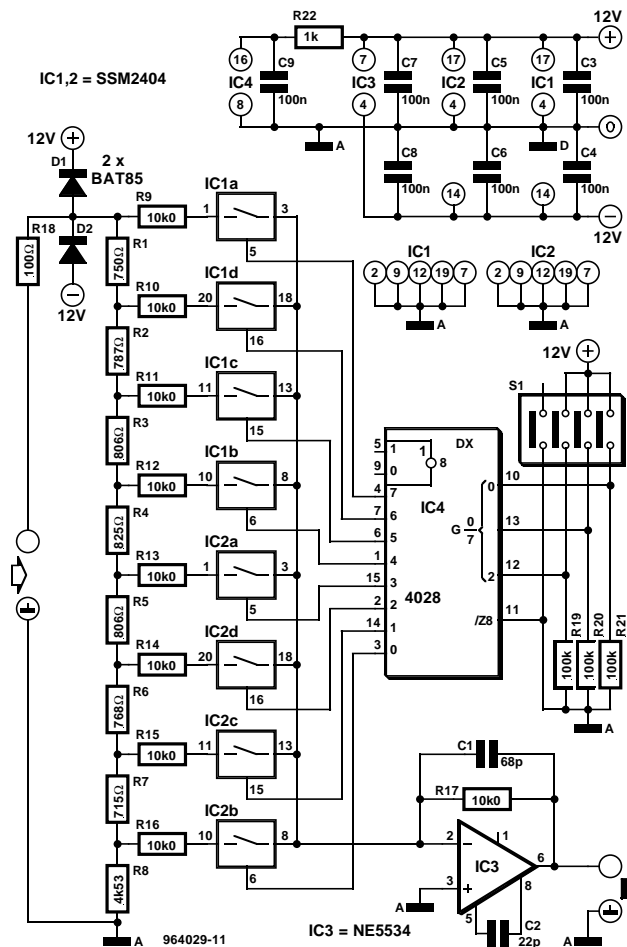 R22
1k
12V
+
16
7
17
17
C9
C7
C5
C3
IC1,2 = SSM2404
IC4
IC3
IC2
IC1
100n
100n
100n
100n
8
4
4
4
0
A
D
C8
C6
C4
100n
100n
100n
14
14
−
12V
12V
+
D1
2 x
BAT85
R18
100Ω
D2
−
12V
R9
10k0
1
IC1a
3
5
R1
750Ω
R10
10k0
20
IC1d
18
16
R2
787Ω
R11
10k0
11
IC1c
13
15
R3
806Ω
R12
10k0
10
IC1b
8
6
R4
825Ω
R13
10k0
1
IC2a
3
5
R5
806Ω
R14
10k0
20
IC2d
18
16
R6
768Ω
R15
10k0
11
IC2c
13
15
R7
715Ω
R16
10k0
10
IC2b
8
6
R8
4k53
A
964029-11
IC1
2 9 12 19 7
A
IC2
2 9 12 19 7
A
12V
+
S1
DX
5
1
1
8
9
0
IC4
4
7
7
6
6
5
1
4
15
3
2
2
14
1
3
0
4028
0
10
G 0
7
13
2
12
/Z8
11
R19
100k
R20
100k
R21
100k
A
C1
68p
R17
10k0
2
−
1
IC3
6
3
+
8
A
5
C2
22p
A
IC3 = NE5534